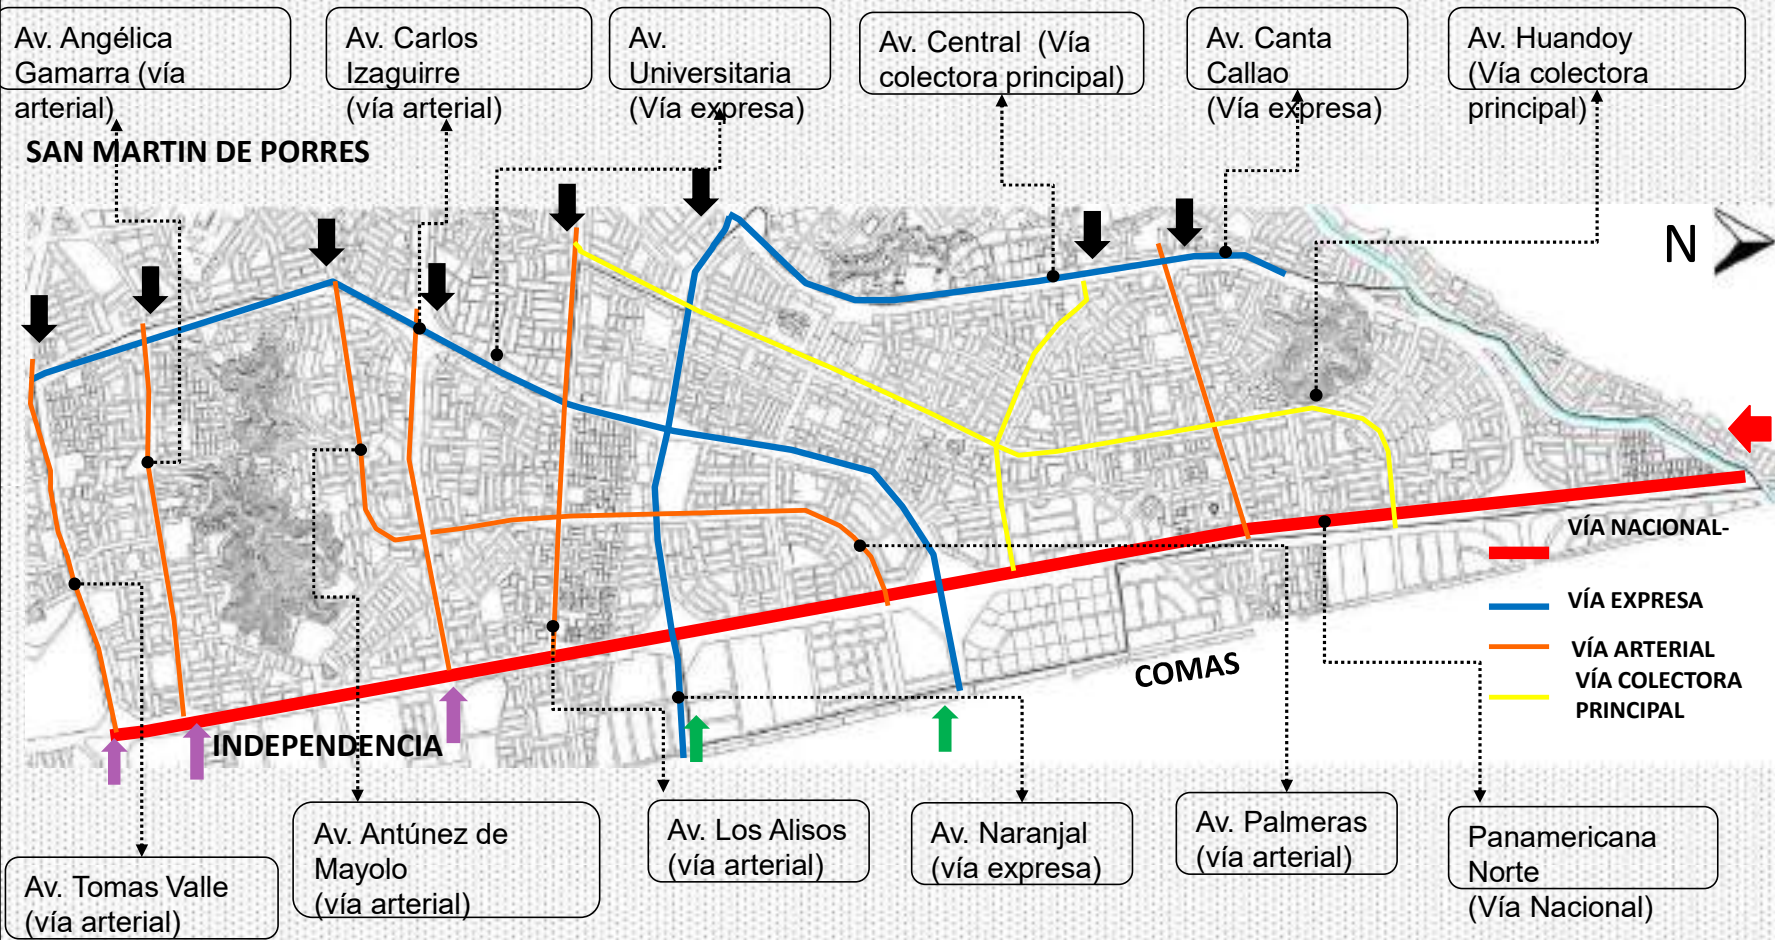 Av. Angélica
Gamarra (vía
arterial)
Av. Carlos
Izaguirre
(vía arterial)
Av.
Universitaria
(Vía expresa)
Av. Central (Vía
colectora principal)
Av. Canta
Callao
(Vía expresa)
Av. Huandoy
(Vía colectora
principal)
SAN MARTIN DE PORRES
N
VÍA NACIONAL-
VÍA EXPRESA
VÍA ARTERIAL
VÍA COLECTORA
PRINCIPAL
COMAS
INDEPENDENCIA
Av. Tomas Valle
(vía arterial)
Av. Antúnez de
Mayolo
(vía arterial)
Av. Los Alisos
(vía arterial)
Av. Naranjal
(vía expresa)
Av. Palmeras
(vía arterial)
Panamericana
Norte
(Vía Nacional)